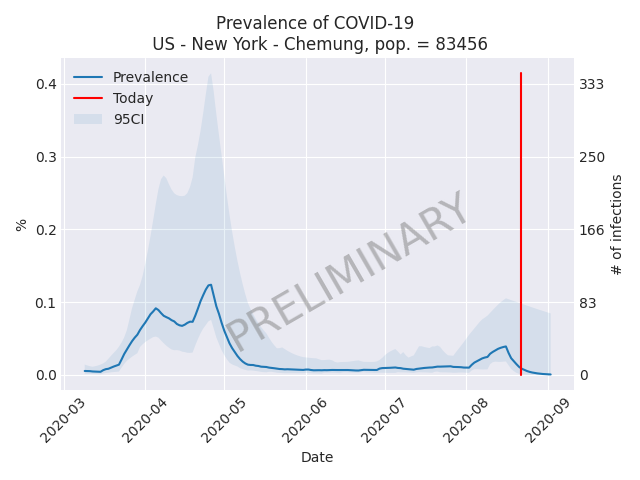 Prevalence of COVID-19
US - New York - Chemung, pop. = 83456
Prevalence
Today
95CI
0.4
0.3
0.2
0.1
0.0
%
333
250
166
83
0
# of infections
PRELIMINARY
2020-03
2020-04
2020-05
2020-06
2020-07
2020-08
2020-09
Date